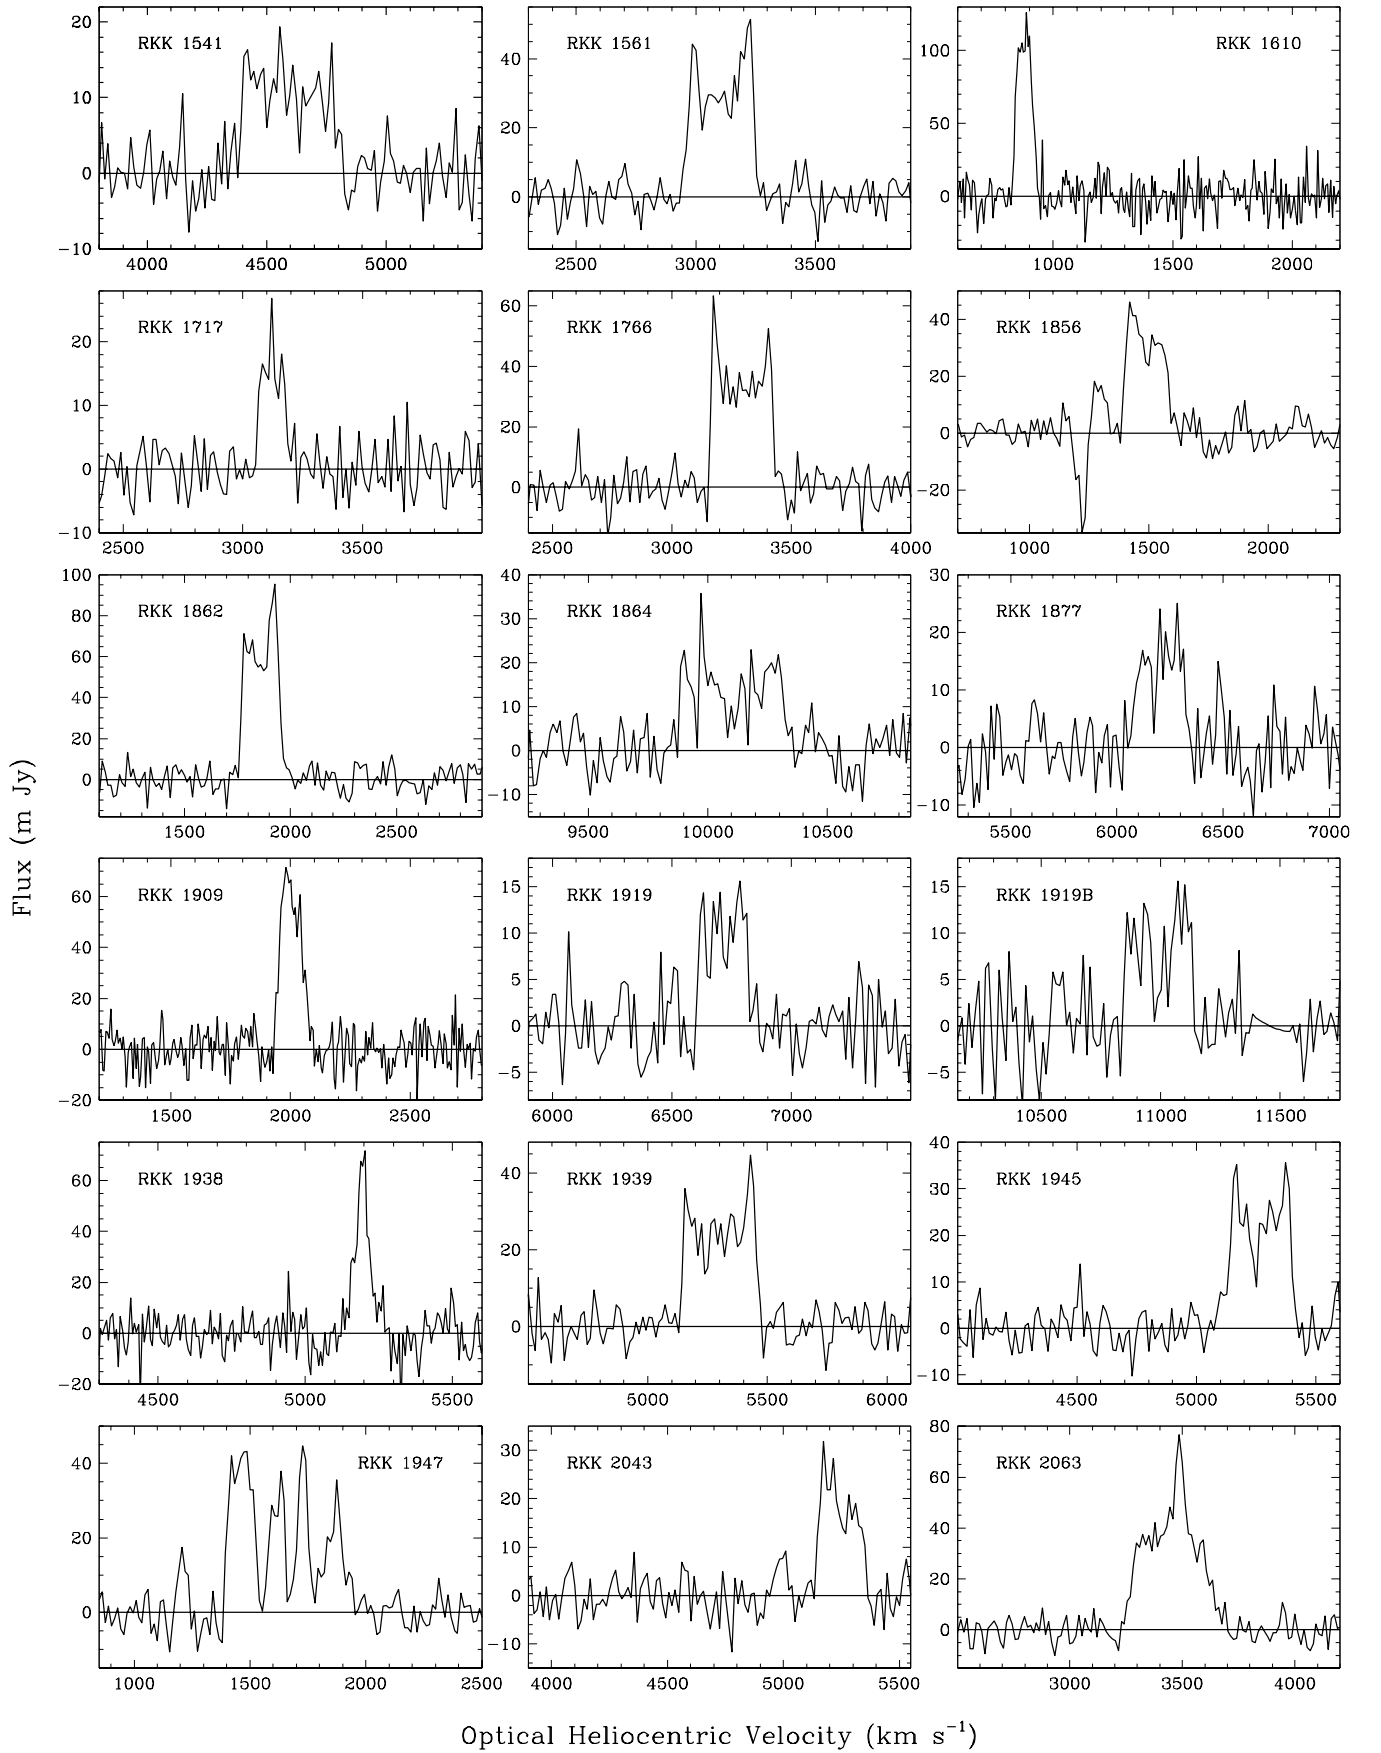 RKK 1541
20
10
0
−10
4000 4500 5000
RKK 1561
40
20
0
2500 3000 3500
RKK 1610
100
50
0
1000 1500 2000
RKK 1717
20
10
0
−10
2500 3000 3500
RKK 1766
60
40
20
0
2500 3000 3500 4000
RKK 1856
40
20
0
−20
1000 1500 2000
RKK 1862
100
80
60
40
20
0
1500 2000 2500
RKK 1864
40
30
20
10
0
−10
9500 10000 10500
RKK 1877
30
20
10
0
−10
5500 6000 6500 7000
Flux (m Jy)
RKK 1909
60
40
20
0
−20
1500 2000 2500
RKK 1919
15
10
5
0
−5
6000 6500 7000
RKK 1919B
15
10
5
0
−5
10500 11000 11500
RKK 1938
60
40
20
0
−20
4500 5000 5500
RKK 1939
40
20
0
5000 5500 6000
RKK 1945
40
30
20
10
0
−10
4500 5000 5500
RKK 1947
40
20
0
1000 1500 2000 2500
RKK 2043
30
20
10
0
−10
4000 4500 5000 5500
RKK 2063
80
60
40
20
0
3000 3500 4000
Optical Heliocentric Velocity (km s⁻¹)